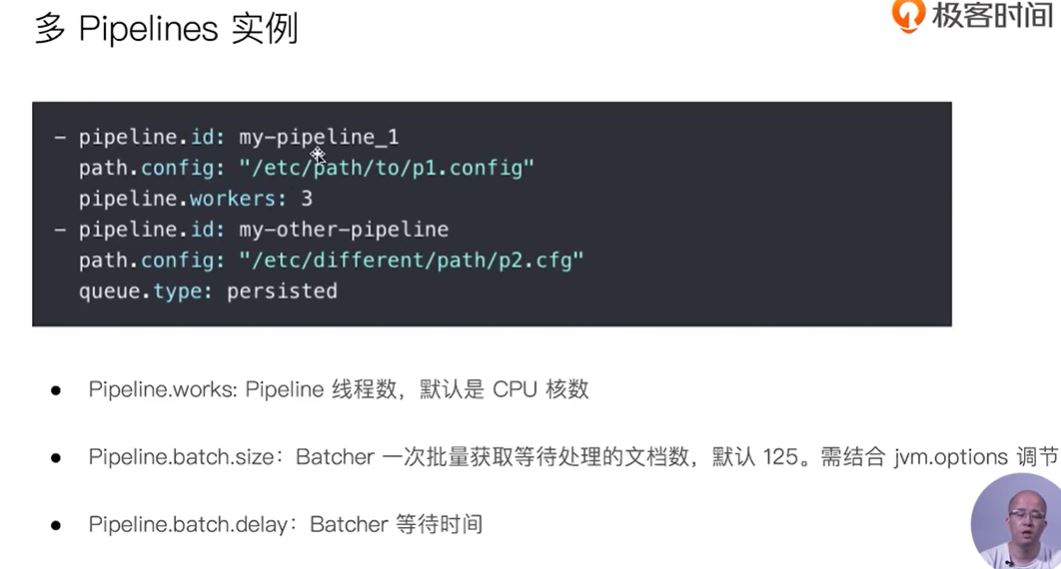 多 Pipelines 实例
极客时间
- pipeline.id: my-pipeline_1
path.config: "/etc/path/to/p1.config"
pipeline.workers: 3
- pipeline.id: my-other-pipeline
path.config: "/etc/different/path/p2.cfg"
queue.type: persisted
● Pipeline.works: Pipeline 线程数，默认是 CPU 核数
● Pipeline.batch.size：Batcher 一次批量获取等待处理的文档数，默认 125。需结合 jvm.options 调节
● Pipeline.batch.delay：Batcher 等待时间